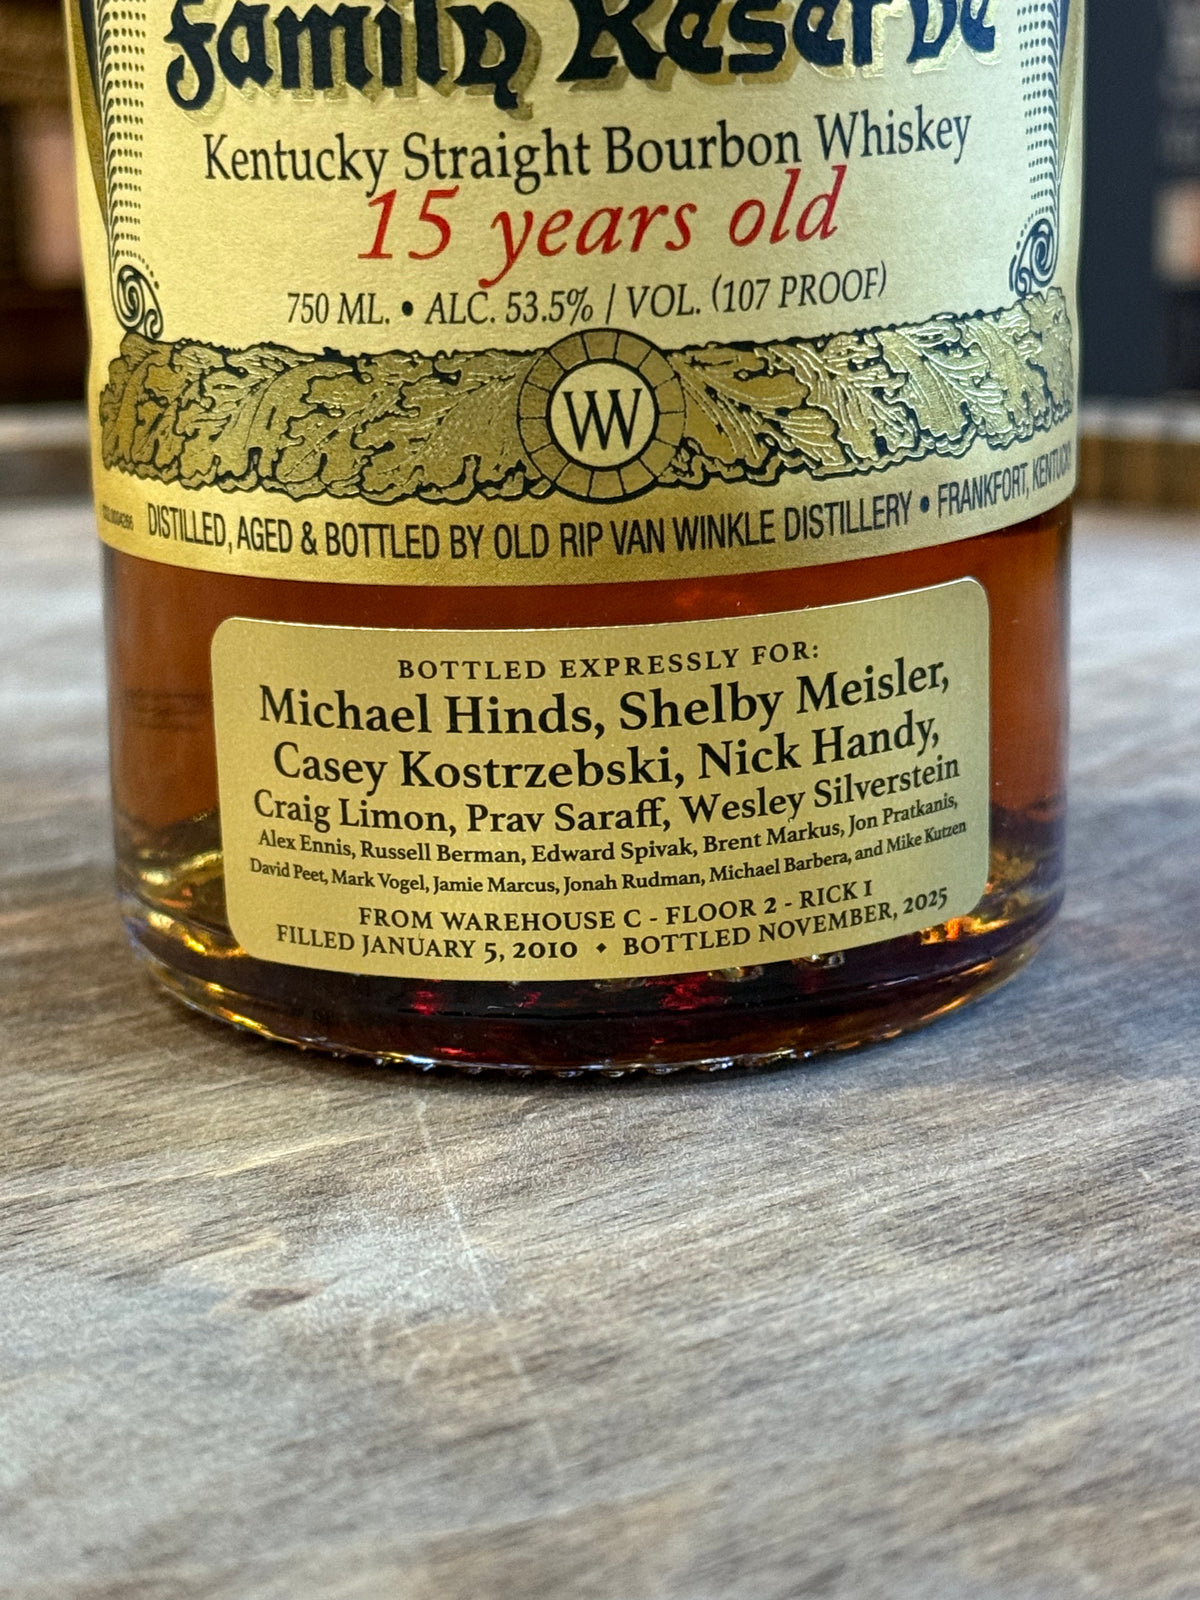 Family Reserve
Kentucky Straight Bourbon Whiskey
15 years old
750 ML. • ALC. 53.5% / VOL. (107 PROOF)
VW
DISTILLED, AGED & BOTTLED BY OLD RIP VAN WINKLE DISTILLERY • FRANKFORT, KENTUCKY
BOTTLED EXPRESSLY FOR:
Michael Hinds, Shelby Meisler,
Casey Kostrzebski, Nick Handy,
Craig Limon, Prav Saraff, Wesley Silverstein
Alex Ennis, Russell Berman, Edward Spivak, Brent Markus, Jon Pratkanis,
David Peet, Mark Vogel, Jamie Marcus, Jonah Rudman, Michael Barbera, and Mike Kutzen
FROM WAREHOUSE C - FLOOR 2 - RICK I
FILLED JANUARY 5, 2010 ◆ BOTTLED NOVEMBER, 2025